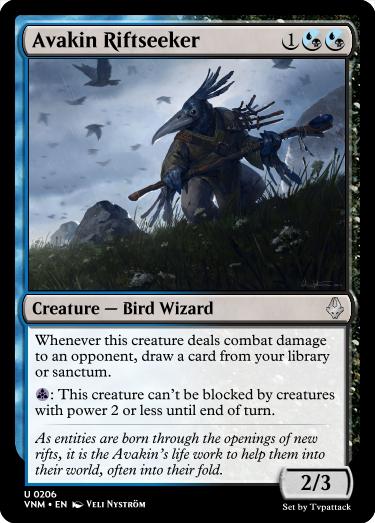 Avakin Riftseeker 1
Creature — Bird Wizard
Whenever this creature deals combat damage
to an opponent, draw a card from your library
or sanctum.
: This creature can't be blocked by creatures
with power 2 or less until end of turn.
As entities are born through the openings of new
rifts, it is the Avakin's life work to help them into
their world, often into their fold.
2/3
U 0206
VNM • EN Veli Nyström
Set by Tvpattack